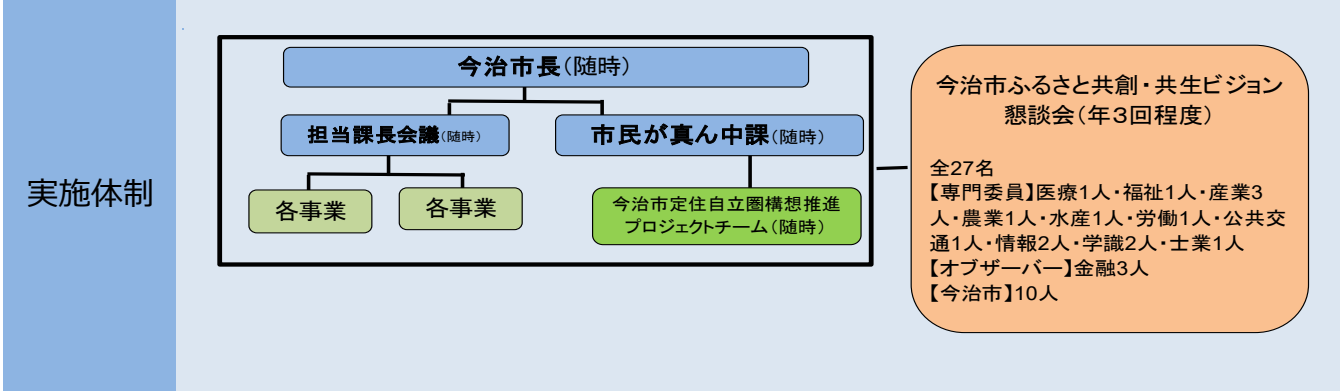 実施体制
今治市長(随時)
担当課長会議(随時)
市民が真ん中課(随時)
各事業
各事業
今治市定住自立圏構想推進
プロジェクトチーム(随時)
今治市ふるさと共創・共生ビジョン
懇談会(年3回程度)
全27名
【専門委員】医療1人・福祉1人・産業3
人・農業1人・水産1人・労働1人・公共交
通1人・情報2人・学識2人・士業1人
【オブザーバー】金融3人
【今治市】10人